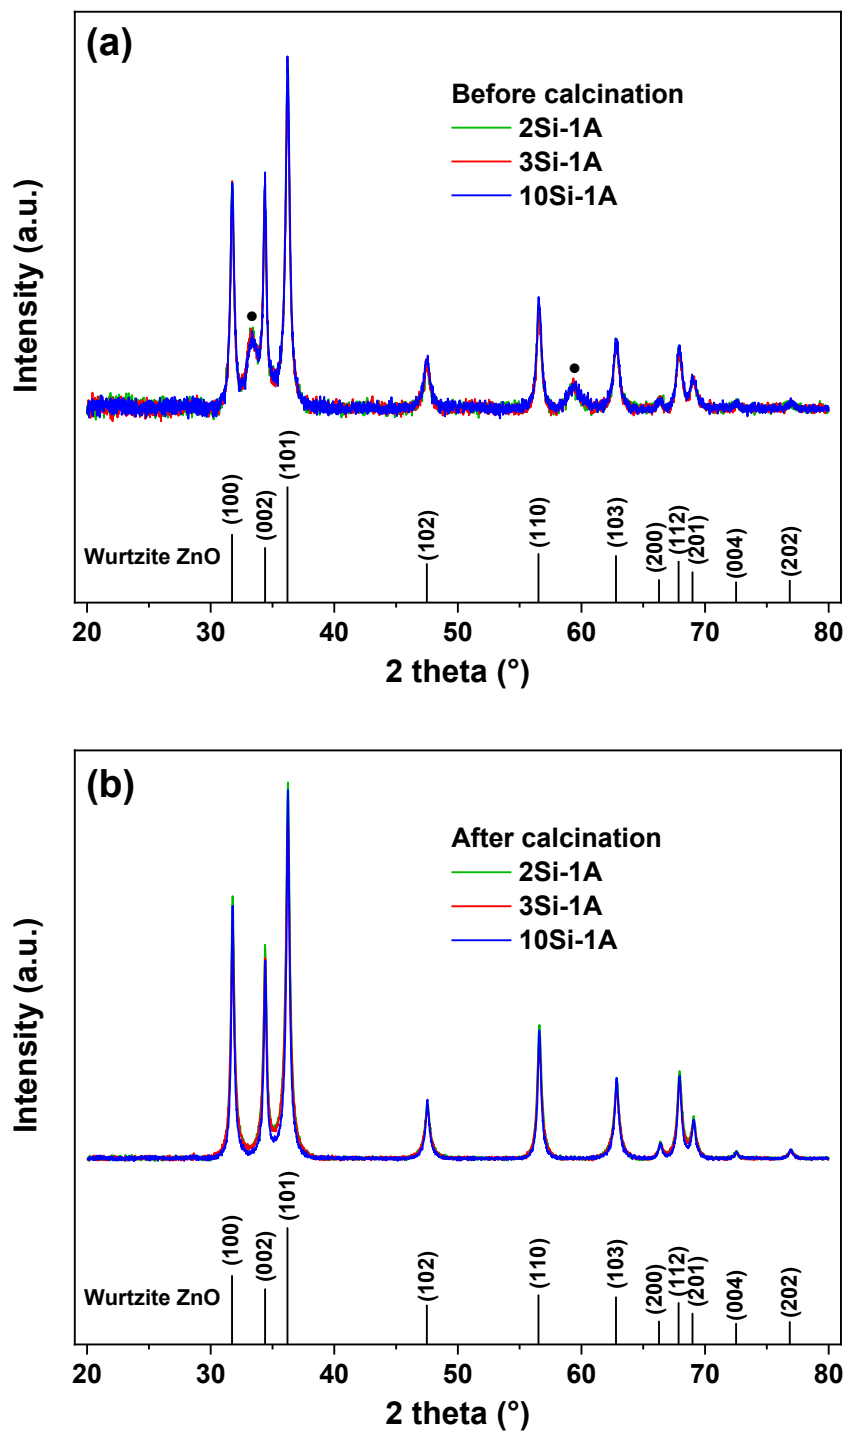 (a)
Before calcination
2Si-1A
3Si-1A
10Si-1A
Intensity (a.u.)
(100)
(002)
(101)
(102)
(110)
(103)
(200)
(112)
(201)
(004)
(202)
Wurtzite ZnO
20 30 40 50 60 70 80
2 theta (°)
(b)
After calcination
2Si-1A
3Si-1A
10Si-1A
Intensity (a.u.)
(100)
(002)
(101)
(102)
(110)
(103)
(200)
(112)
(201)
(004)
(202)
Wurtzite ZnO
20 30 40 50 60 70 80
2 theta (°)